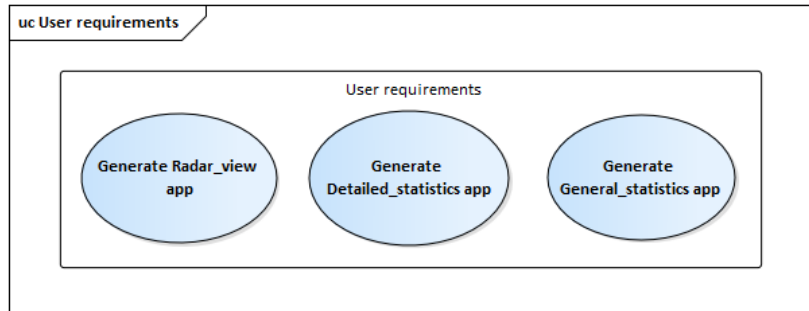 uc User requirements
User requirements
Generate Radar_view
app
Generate
Detailed_statistics app
Generate
General_statistics app